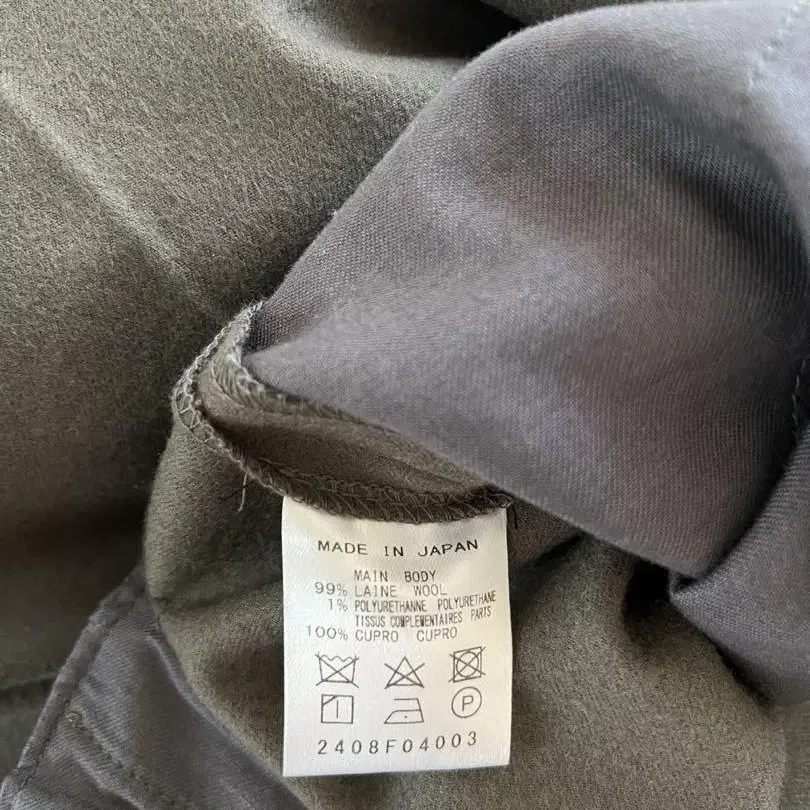 MADE IN JAPAN
MAIN BODY
99% LAINE WOOL
1% POLYURETHANNE POLYURETHANE
TISSUS COMPLEMENTAIRES PARTS
100% CUPRO CUPRO
P
2408F04003